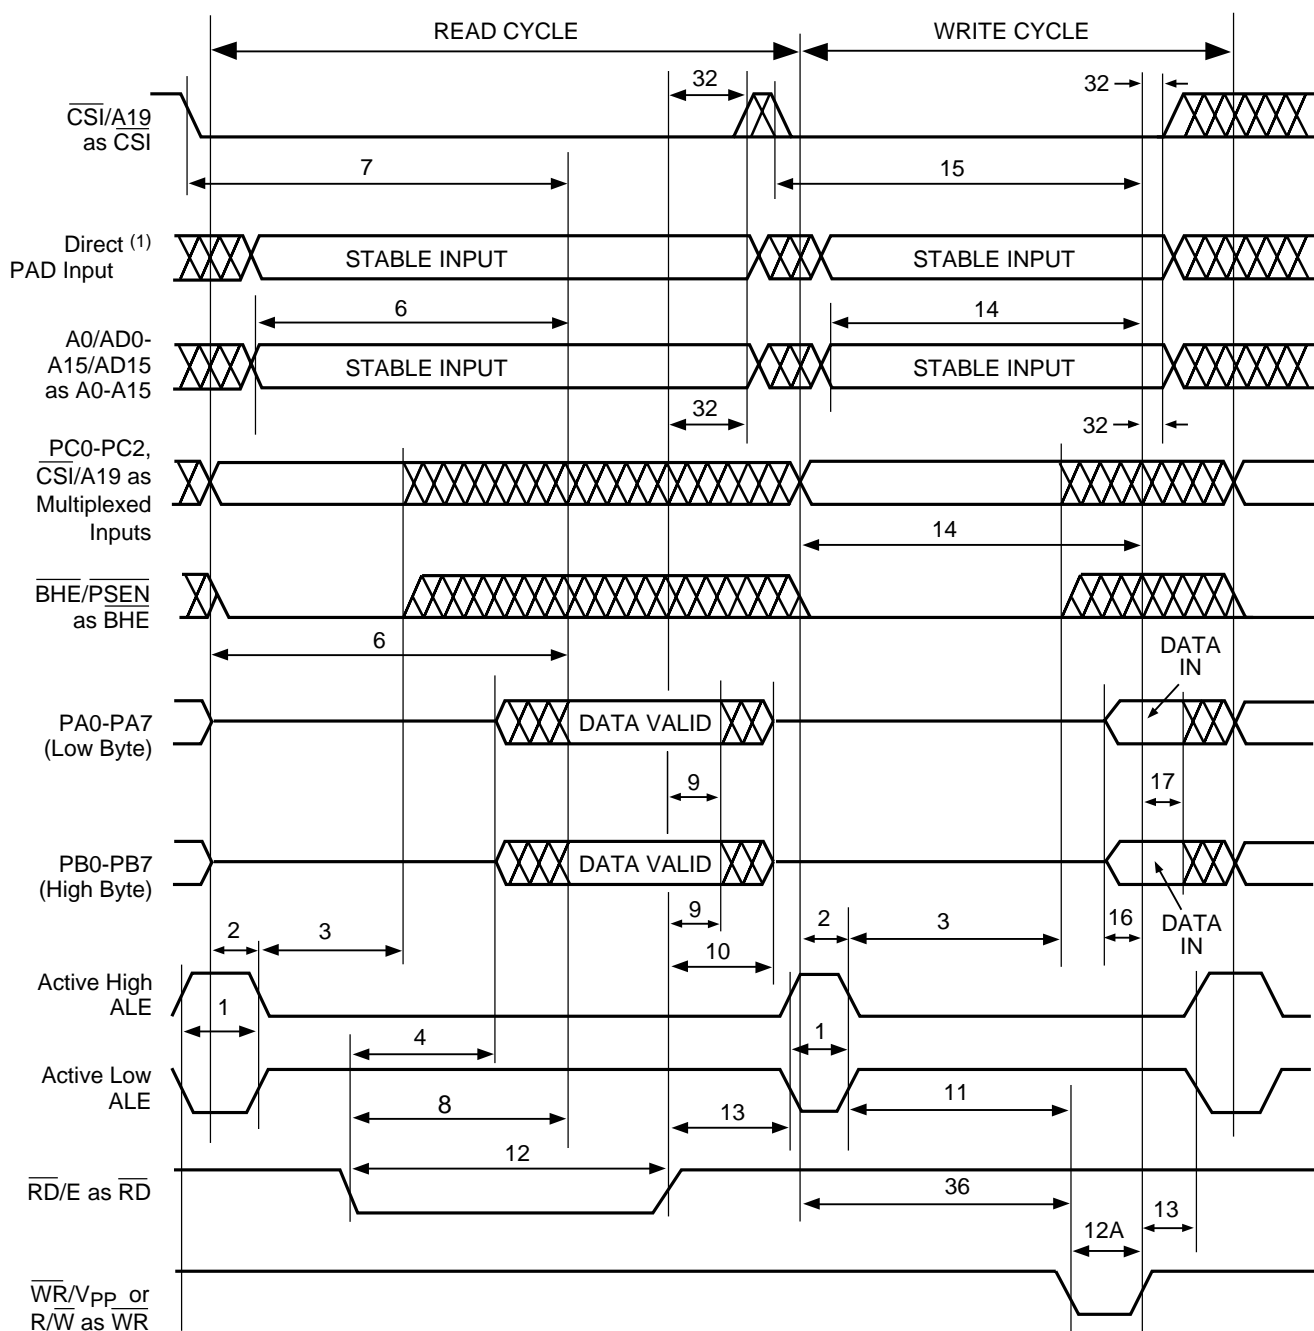 READ CYCLE
WRITE CYCLE
32
32
CSI/A19
as CSI
7
15
Direct (1)
PAD Input
STABLE INPUT
STABLE INPUT
6
14
A0/AD0-
A15/AD15
as A0-A15
STABLE INPUT
STABLE INPUT
32
32
PC0-PC2,
CSI/A19 as
Multiplexed
Inputs
14
BHE/PSEN
as BHE
6
DATA
IN
PA0-PA7
(Low Byte)
DATA VALID
9
17
PB0-PB7
(High Byte)
DATA VALID
9
DATA
IN
2
3
10
2
3
16
Active High
ALE
1
1
4
Active Low
ALE
8
13
11
12
RD/E as RD
36
13
12A
WR/VPP or
R/W as WR